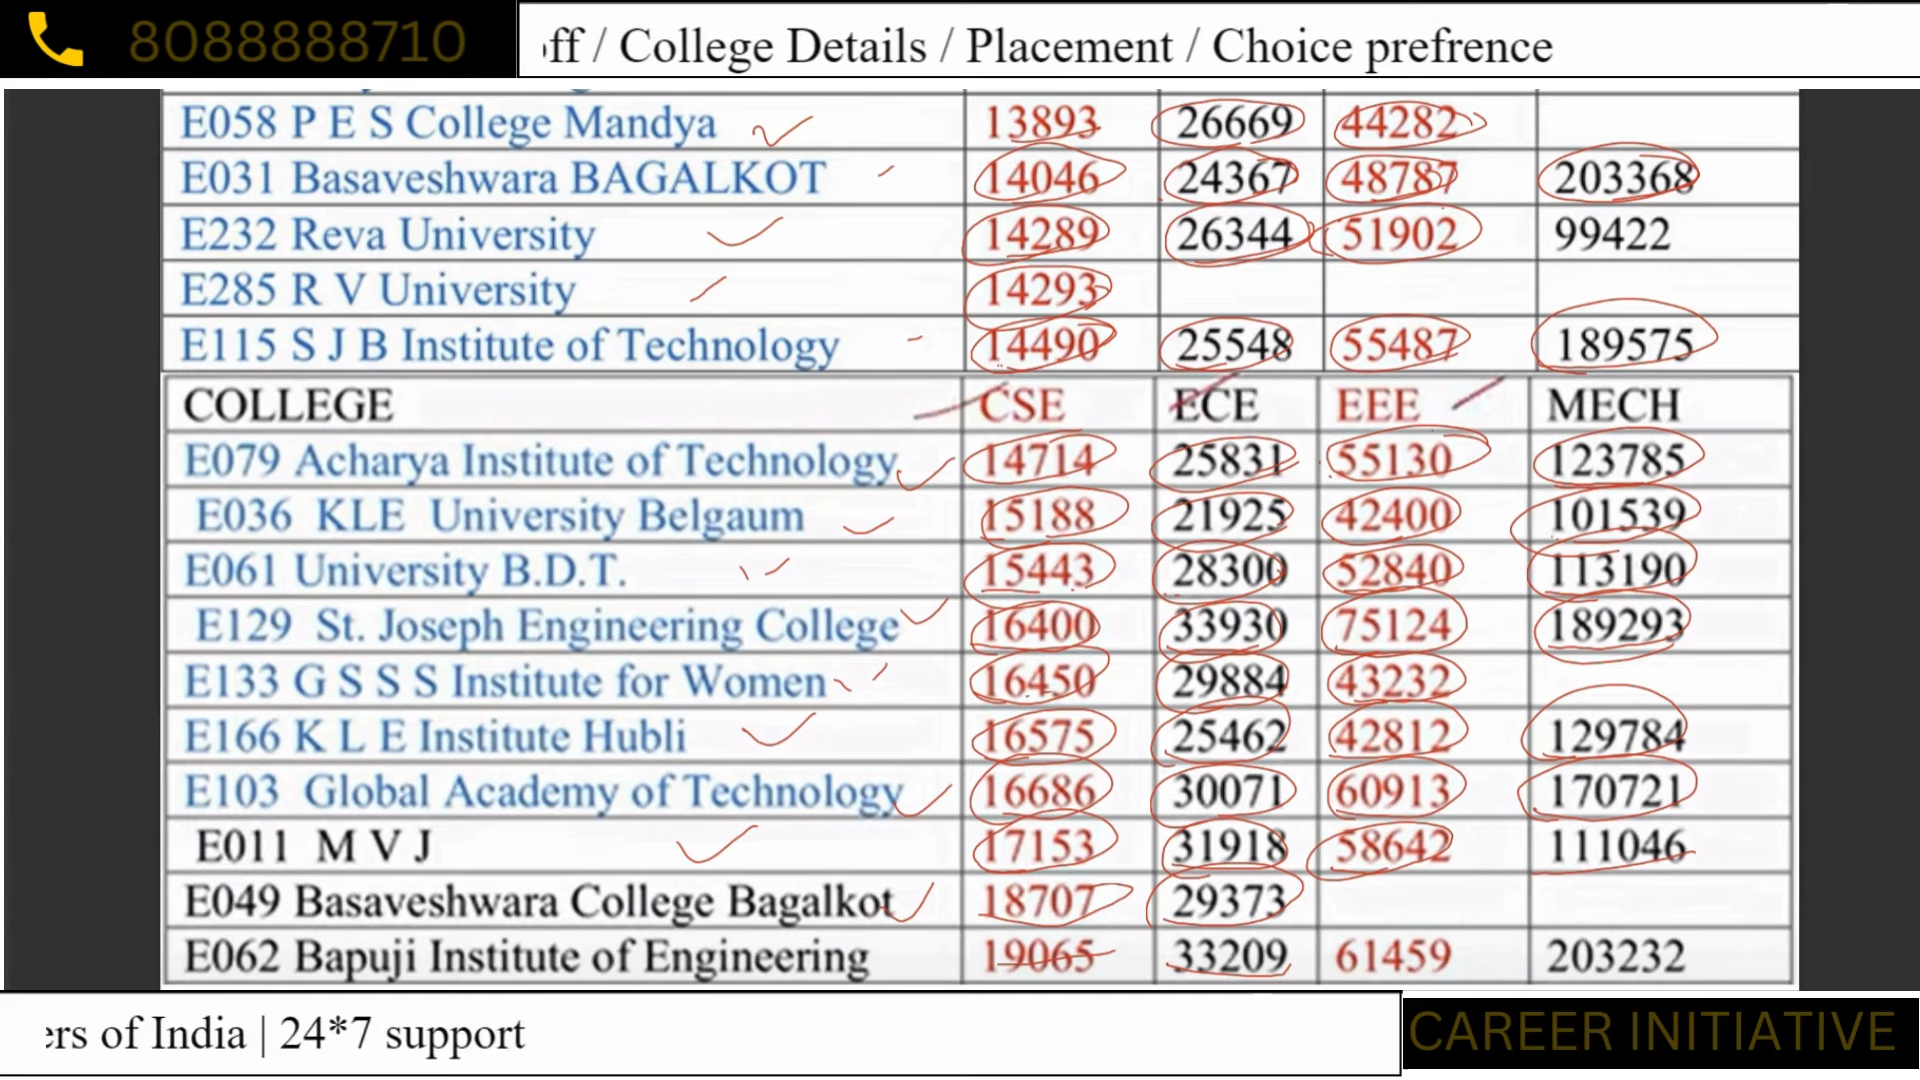 8088888710
ff / College Details / Placement / Choice prefrence
E058 P E S College Mandya 13893 26669 44282
E031 Basaveshwara BAGALKOT 14046 24367 48787 203368
E232 Reva University 14289 26344 51902 99422
E285 R V University 14293
E115 S J B Institute of Technology 14490 25548 55487 189575
COLLEGE CSE ECE EEE MECH
E079 Acharya Institute of Technology 14714 25831 55130 123785
E036 KLE University Belgaum 15188 21925 42400 101539
E061 University B.D.T. 15443 28300 52840 113190
E129 St. Joseph Engineering College 16400 33930 75124 189293
E133 G S S S Institute for Women 16450 29884 43232
E166 K L E Institute Hubli 16575 25462 42812 129784
E103 Global Academy of Technology 16686 30071 60913 170721
E011 M V J 17153 31918 58642 111046
E049 Basaveshwara College Bagalkot 18707 29373
E062 Bapuji Institute of Engineering 19065 33209 61459 203232
ers of India | 24*7 support
CAREER INITIATIVE